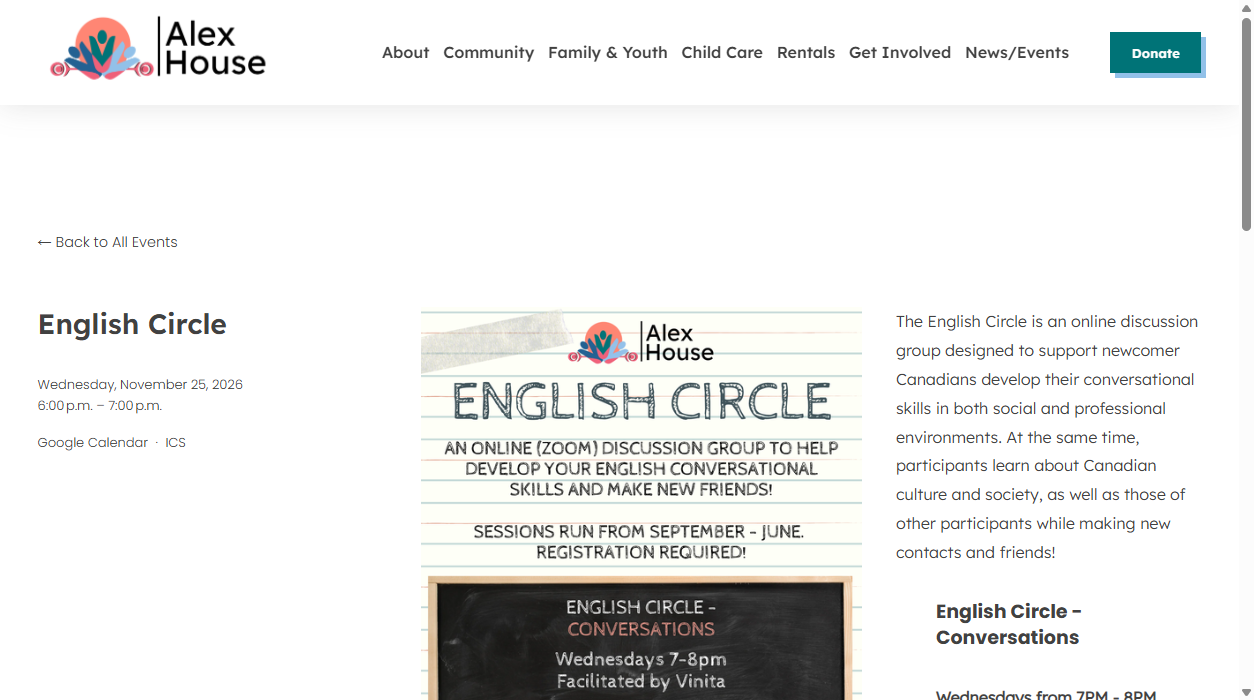 Alex
House
About Community Family & Youth Child Care Rentals Get Involved News/Events Donate
← Back to All Events
English Circle
Wednesday, November 25, 2026
6:00 p.m. – 7:00 p.m.
Google Calendar · ICS
Alex
House
ENGLISH CIRCLE
AN ONLINE (ZOOM) DISCUSSION GROUP TO HELP
DEVELOP YOUR ENGLISH CONVERSATIONAL
SKILLS AND MAKE NEW FRIENDS!
SESSIONS RUN FROM SEPTEMBER - JUNE.
REGISTRATION REQUIRED!
ENGLISH CIRCLE -
CONVERSATIONS
Wednesdays 7-8pm
Facilitated by Vinita
The English Circle is an online discussion
group designed to support newcomer
Canadians develop their conversational
skills in both social and professional
environments. At the same time,
participants learn about Canadian
culture and society, as well as those of
other participants while making new
contacts and friends!
English Circle -
Conversations
Wednesdays from 7PM - 8PM